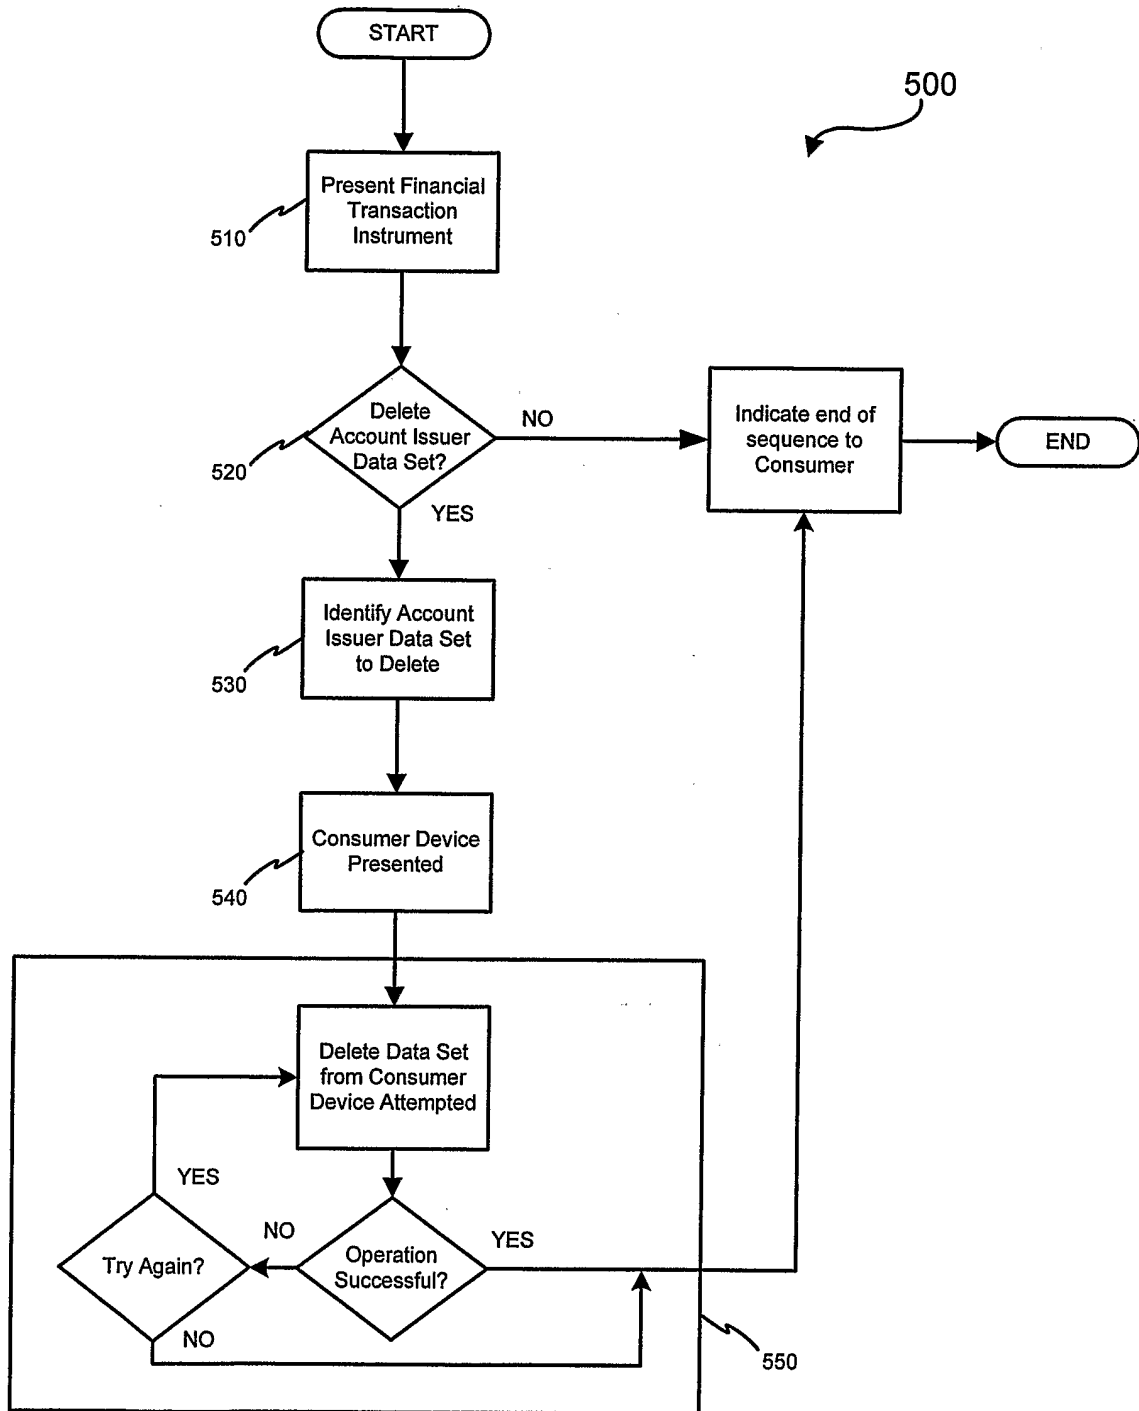 START
500
Present Financial
Transaction
Instrument
510
Delete
Account Issuer
Data Set?
520
NO
YES
Indicate end of
sequence to
Consumer
END
Identify Account
Issuer Data Set
to Delete
530
Consumer Device
Presented
540
Delete Data Set
from Consumer
Device Attempted
YES
NO
YES
Try Again?
Operation
Successful?
NO
550